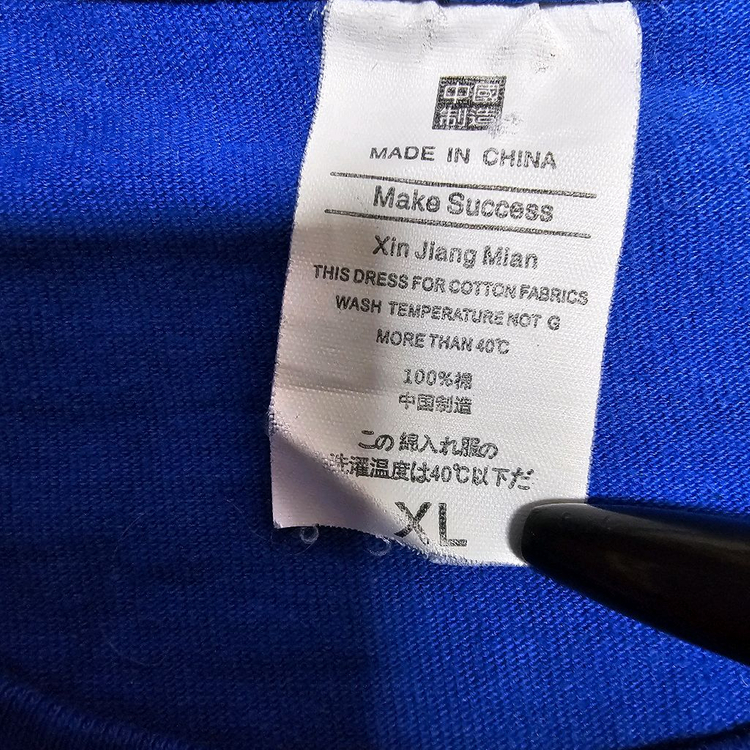 中國
制造
MADE IN CHINA
Make Success
Xin Jiang Mian
THIS DRESS FOR COTTON FABRICS
WASH TEMPERATURE NOT G
MORE THAN 40℃
100%棉
中国制造
この綿入れ服の
洗濯温度は40℃以下だ
XL